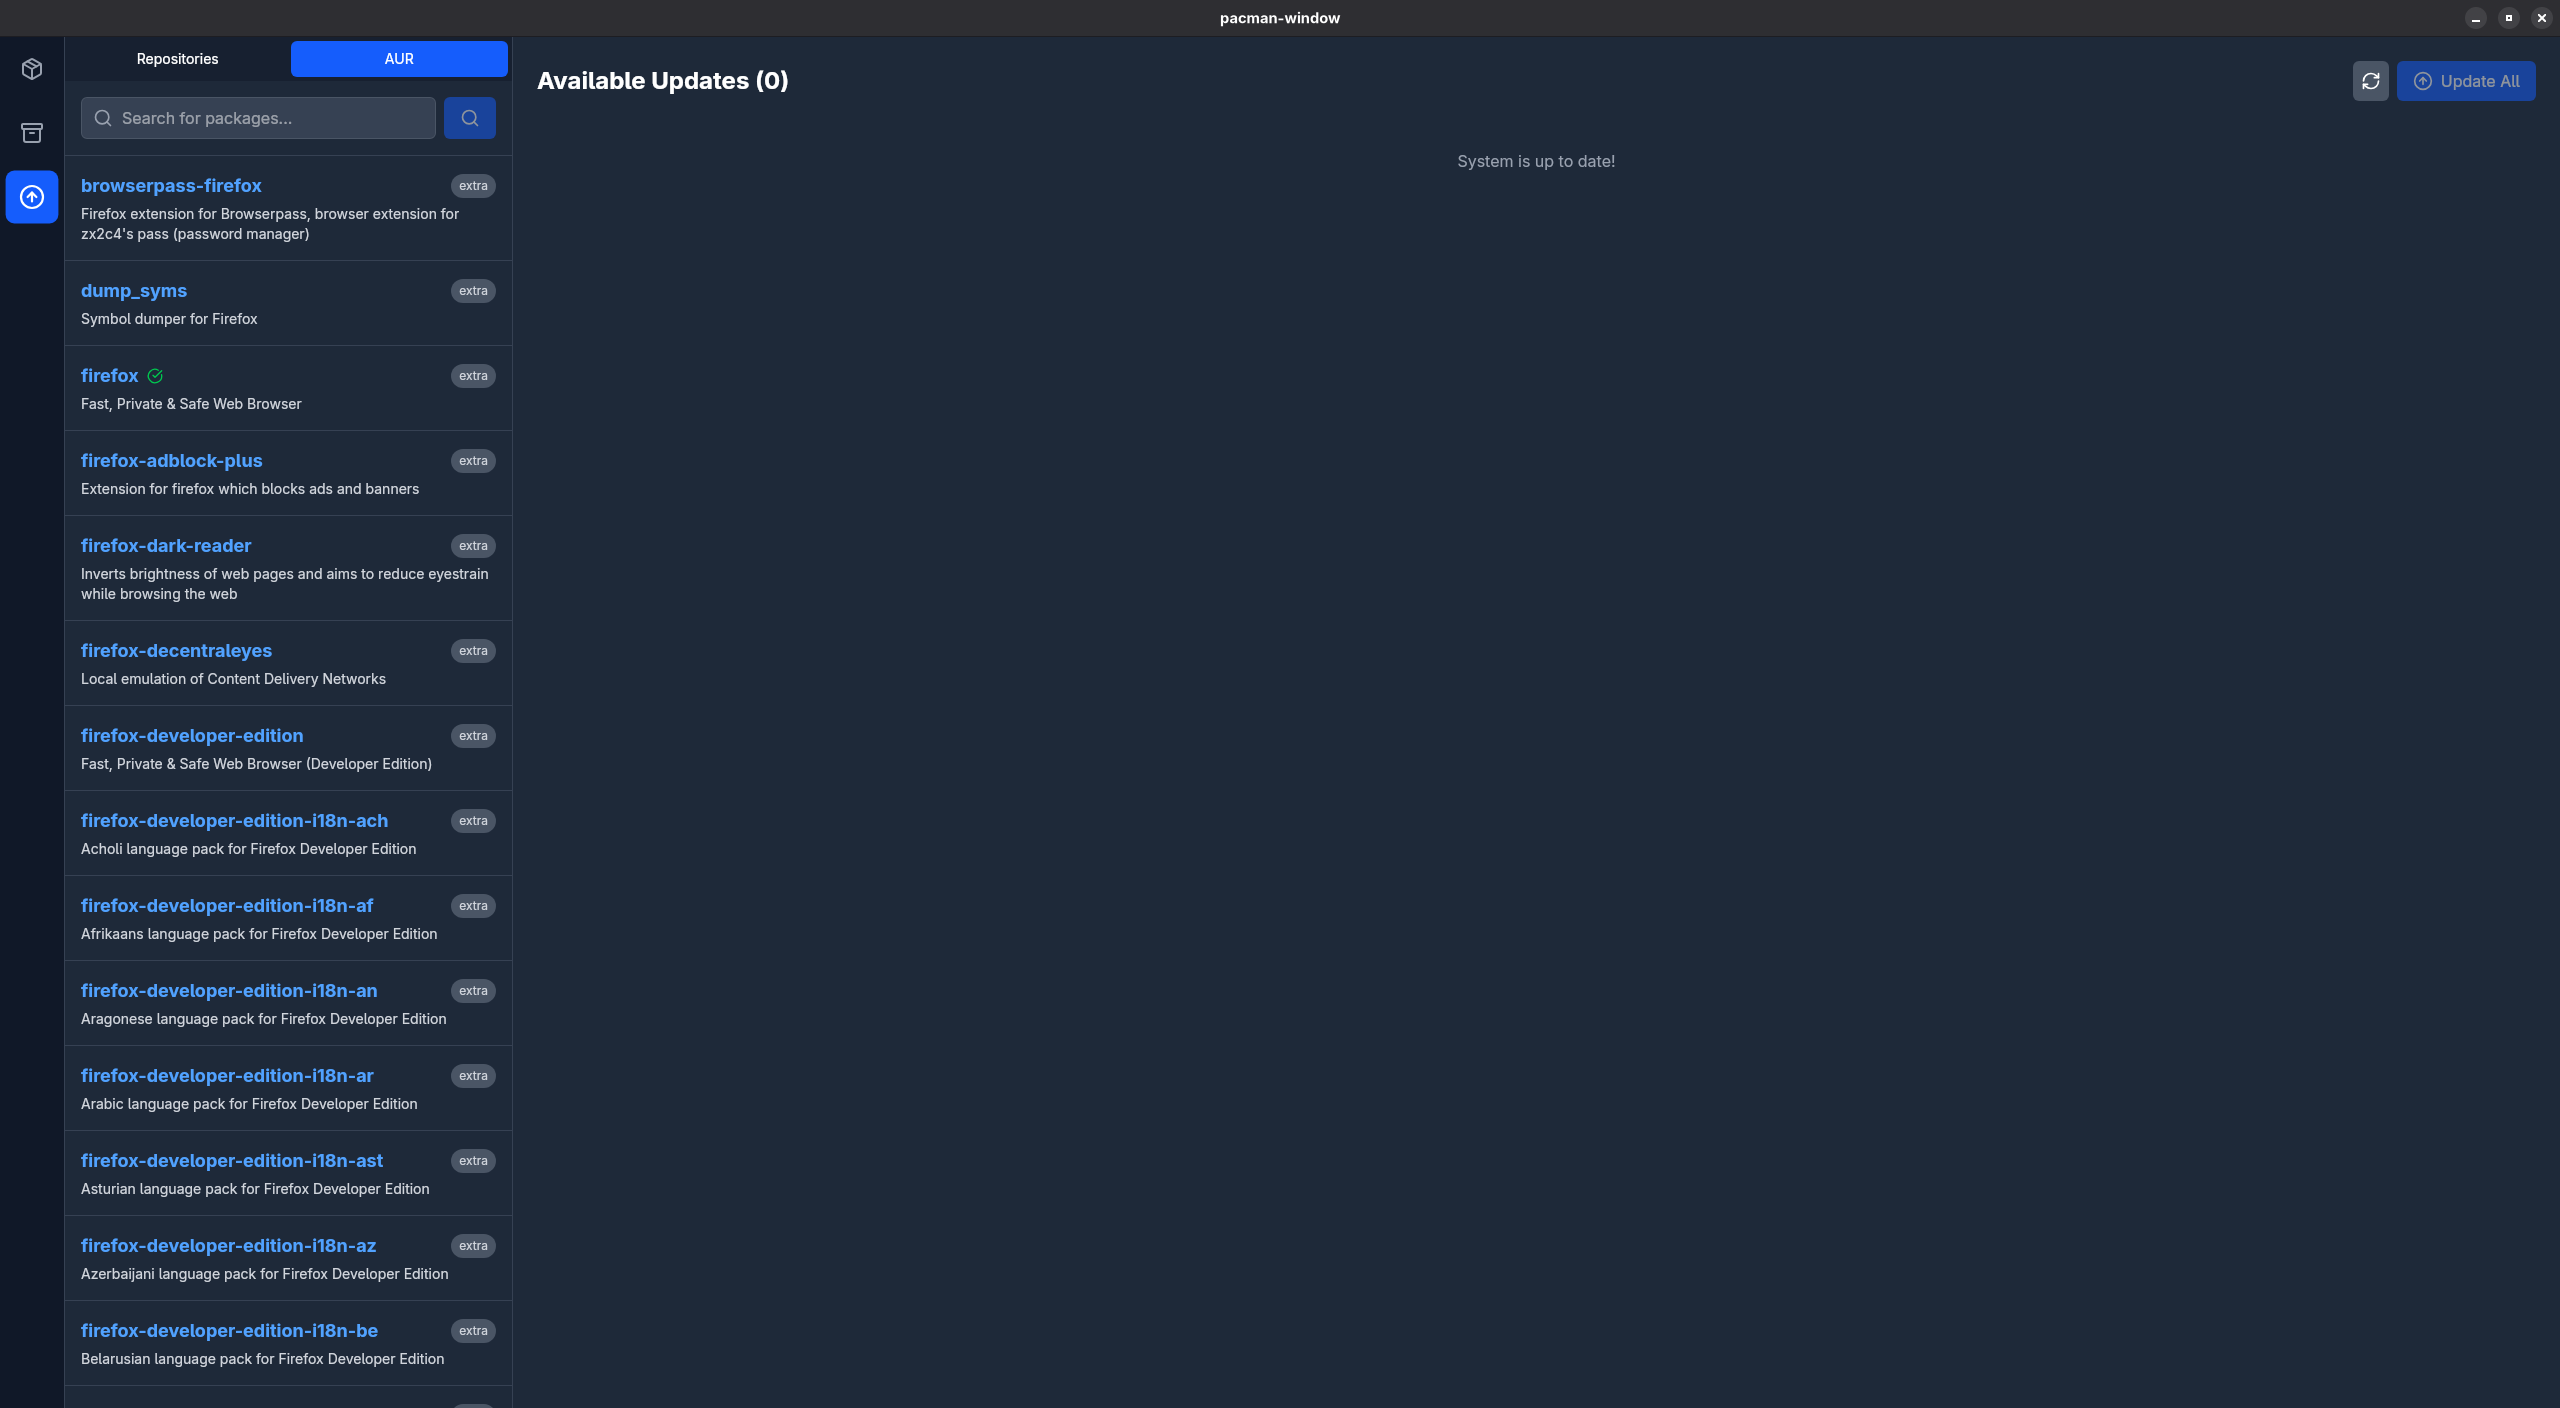 pacman-window
Repositories
AUR
Search for packages...
browserpass-firefox
extra
Firefox extension for Browserpass, browser extension for
zx2c4's pass (password manager)
dump_syms
extra
Symbol dumper for Firefox
firefox
extra
Fast, Private & Safe Web Browser
firefox-adblock-plus
extra
Extension for firefox which blocks ads and banners
firefox-dark-reader
extra
Inverts brightness of web pages and aims to reduce eyestrain
while browsing the web
firefox-decentraleyes
extra
Local emulation of Content Delivery Networks
firefox-developer-edition
extra
Fast, Private & Safe Web Browser (Developer Edition)
firefox-developer-edition-i18n-ach
extra
Acholi language pack for Firefox Developer Edition
firefox-developer-edition-i18n-af
extra
Afrikaans language pack for Firefox Developer Edition
firefox-developer-edition-i18n-an
extra
Aragonese language pack for Firefox Developer Edition
firefox-developer-edition-i18n-ar
extra
Arabic language pack for Firefox Developer Edition
firefox-developer-edition-i18n-ast
extra
Asturian language pack for Firefox Developer Edition
firefox-developer-edition-i18n-az
extra
Azerbaijani language pack for Firefox Developer Edition
firefox-developer-edition-i18n-be
extra
Belarusian language pack for Firefox Developer Edition
Available Updates (0)
Update All
System is up to date!